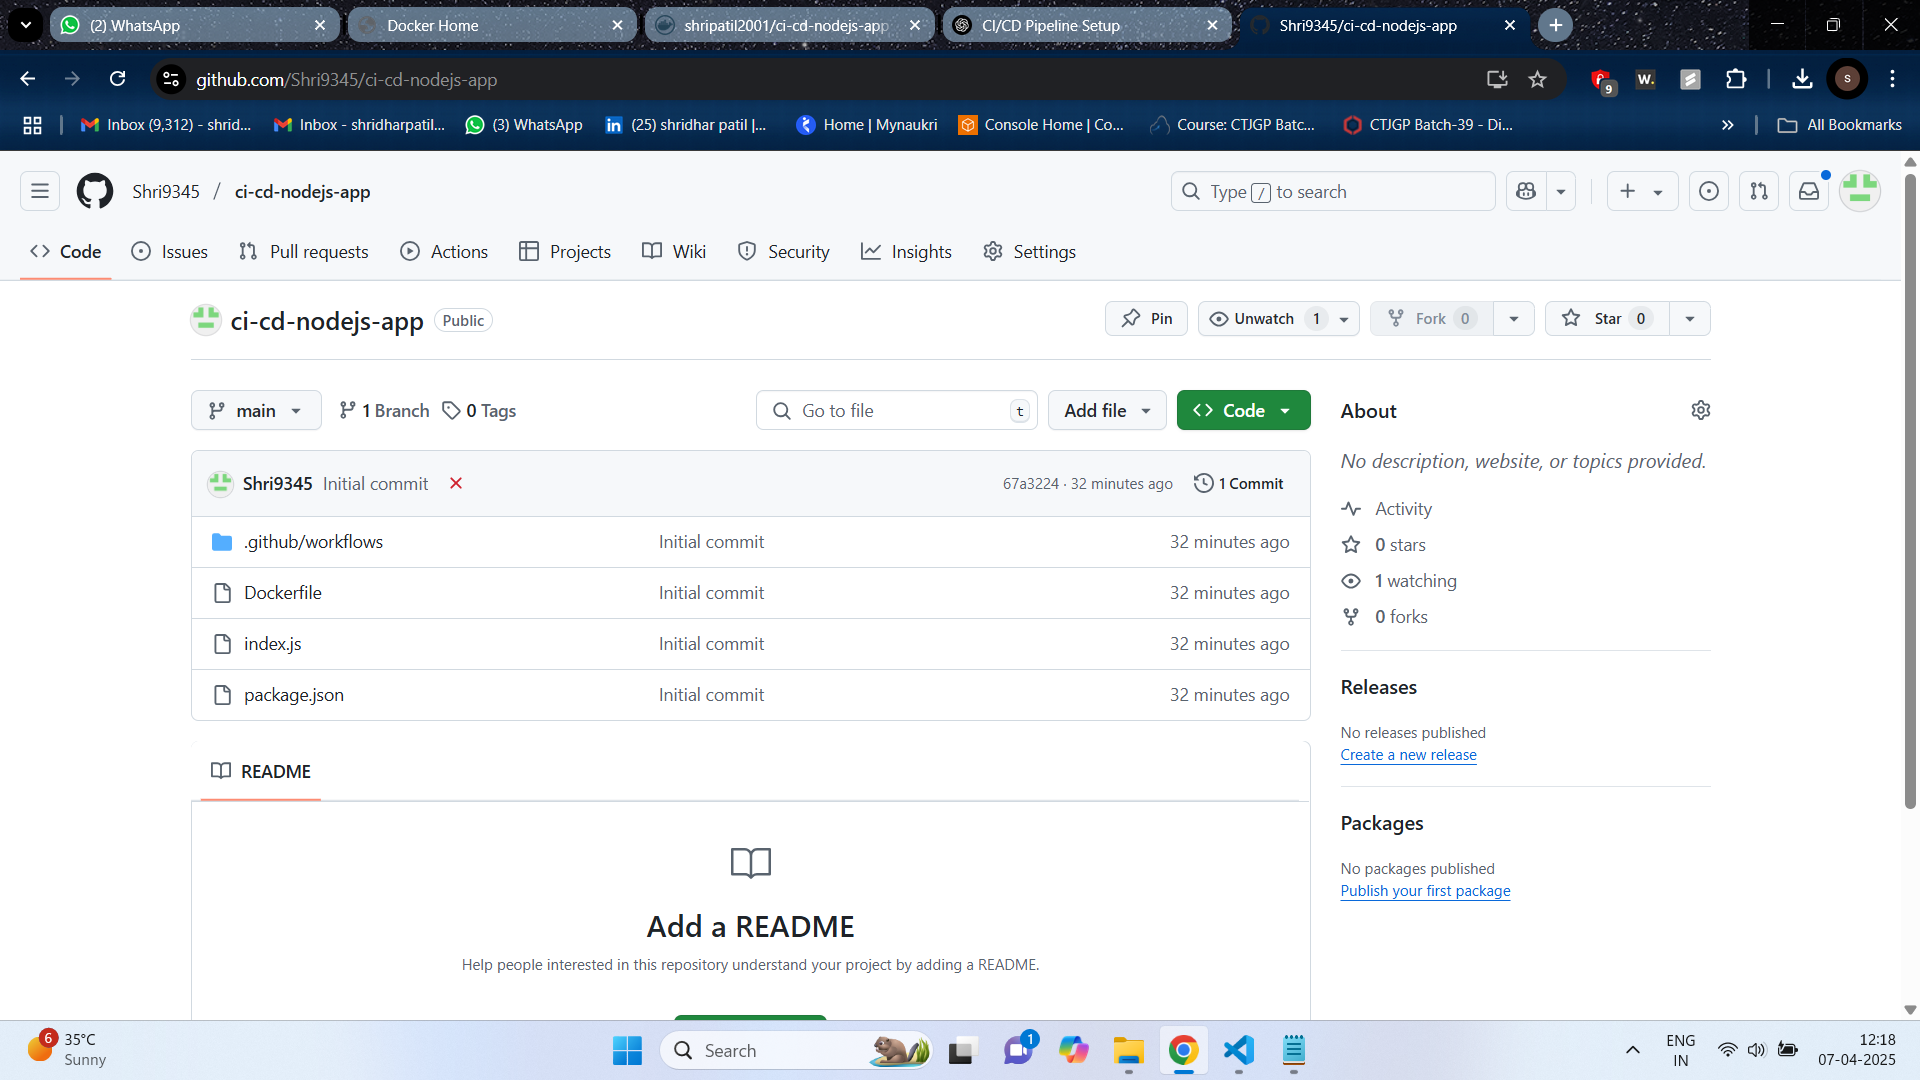 (2) WhatsApp
Docker Home
shripatil2001/ci-cd-nodejs-app
CI/CD Pipeline Setup
Shri9345/ci-cd-nodejs-app
github.com/Shri9345/ci-cd-nodejs-app
9
W.
S
Inbox (9,312) - shrid...
Inbox - shridharpatil...
(3) WhatsApp
(25) shridhar patil |...
Home | Mynaukri
Console Home | Co...
Course: CTJGP Batc...
CTJGP Batch-39 - Di...
All Bookmarks
Shri9345 / ci-cd-nodejs-app
Type / to search
Code
Issues
Pull requests
Actions
Projects
Wiki
Security
Insights
Settings
ci-cd-nodejs-app
Public
Pin
Unwatch 1
Fork 0
Star 0
main
1 Branch
0 Tags
Go to file
t
Add file
Code
About
No description, website, or topics provided.
Shri9345 Initial commit
67a3224 · 32 minutes ago
1 Commit
.github/workflows Initial commit 32 minutes ago
Dockerfile Initial commit 32 minutes ago
index.js Initial commit 32 minutes ago
package.json Initial commit 32 minutes ago
Activity
0 stars
1 watching
0 forks
Releases
No releases published
Create a new release
Packages
No packages published
Publish your first package
README
Add a README
Help people interested in this repository understand your project by adding a README.
6
35°C
Sunny
Search
1
ENG
IN
12:18
07-04-2025